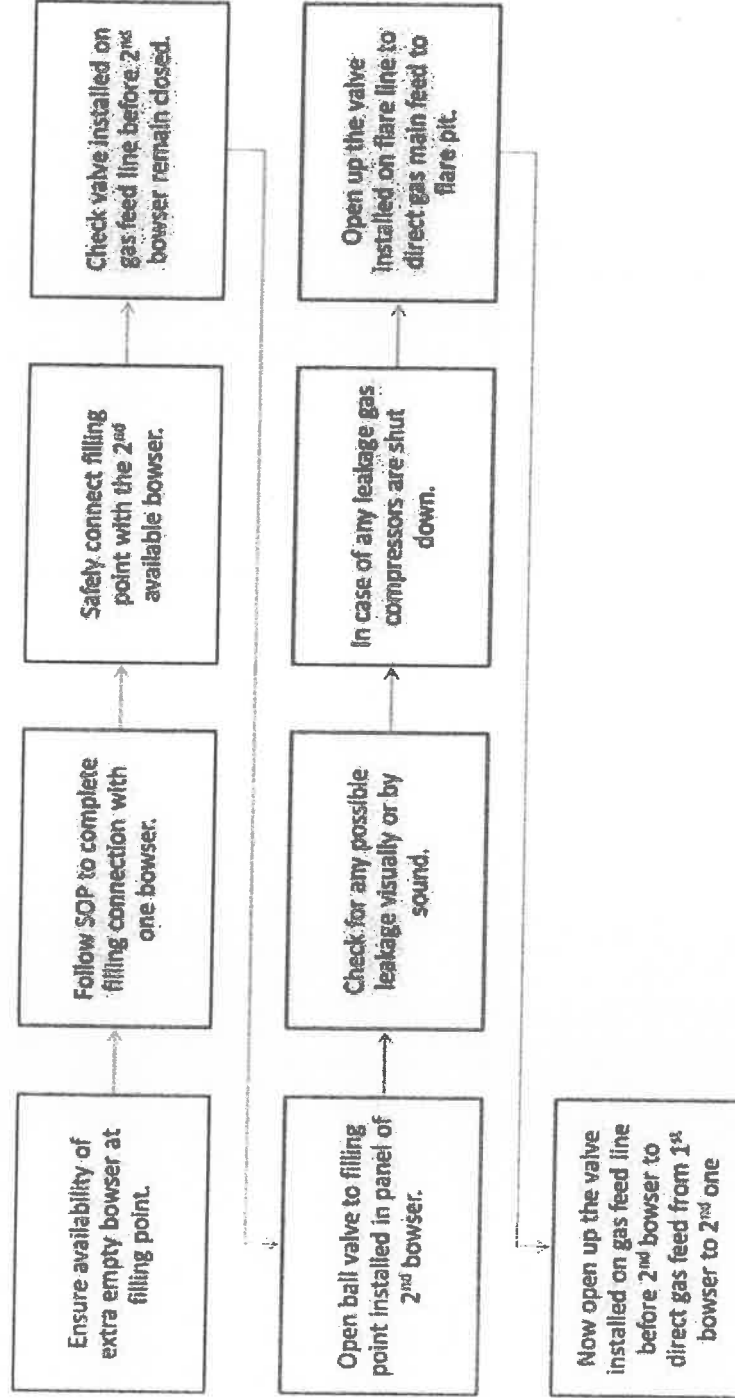 Ensure availability of
extra empty bowser at
filling point.
Follow SOP to complete
filling connection with
one bowser.
Safely connect filling
point with the 2nd
available bowser.
Check valve installed on
gas feed line before 2nd
bowser remain closed.
Open ball valve to filling
point installed in panel of
2nd bowser.
Check for any possible
leakage visually or by
sound.
In case of any leakage gas
compressors are shut
down.
Open up the valve
installed on flare line to
direct gas main feed to
flare pit.
Now open up the valve
installed on gas feed line
before 2nd bowser to
direct gas feed from 1st
bowser to 2nd one